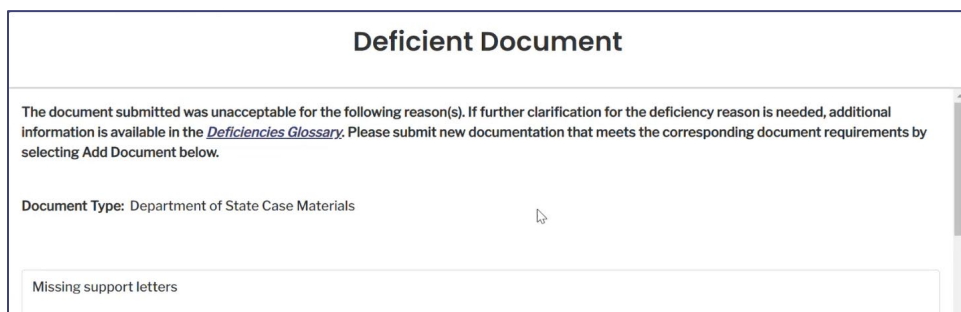 Deficient Document
The document submitted was unacceptable for the following reason(s). If further clarification for the deficiency reason is needed, additional
information is available in the Deficiencies Glossary. Please submit new documentation that meets the corresponding document requirements by
selecting Add Document below.
Document Type: Department of State Case Materials
Missing support letters